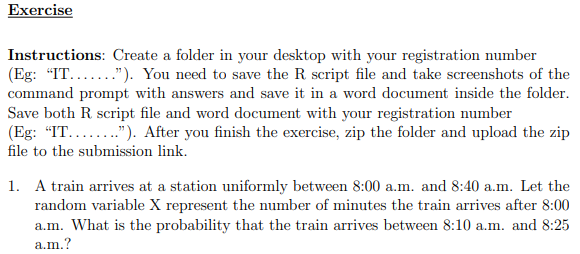 Exercise
Instructions: Create a folder in your desktop with your registration number
(Eg: “IT.......”). You need to save the R script file and take screenshots of the
command prompt with answers and save it in a word document inside the folder.
Save both R script file and word document with your registration number
(Eg: “IT........”). After you finish the exercise, zip the folder and upload the zip
file to the submission link.
1. A train arrives at a station uniformly between 8:00 a.m. and 8:40 a.m. Let the
random variable X represent the number of minutes the train arrives after 8:00
a.m. What is the probability that the train arrives between 8:10 a.m. and 8:25
a.m.?